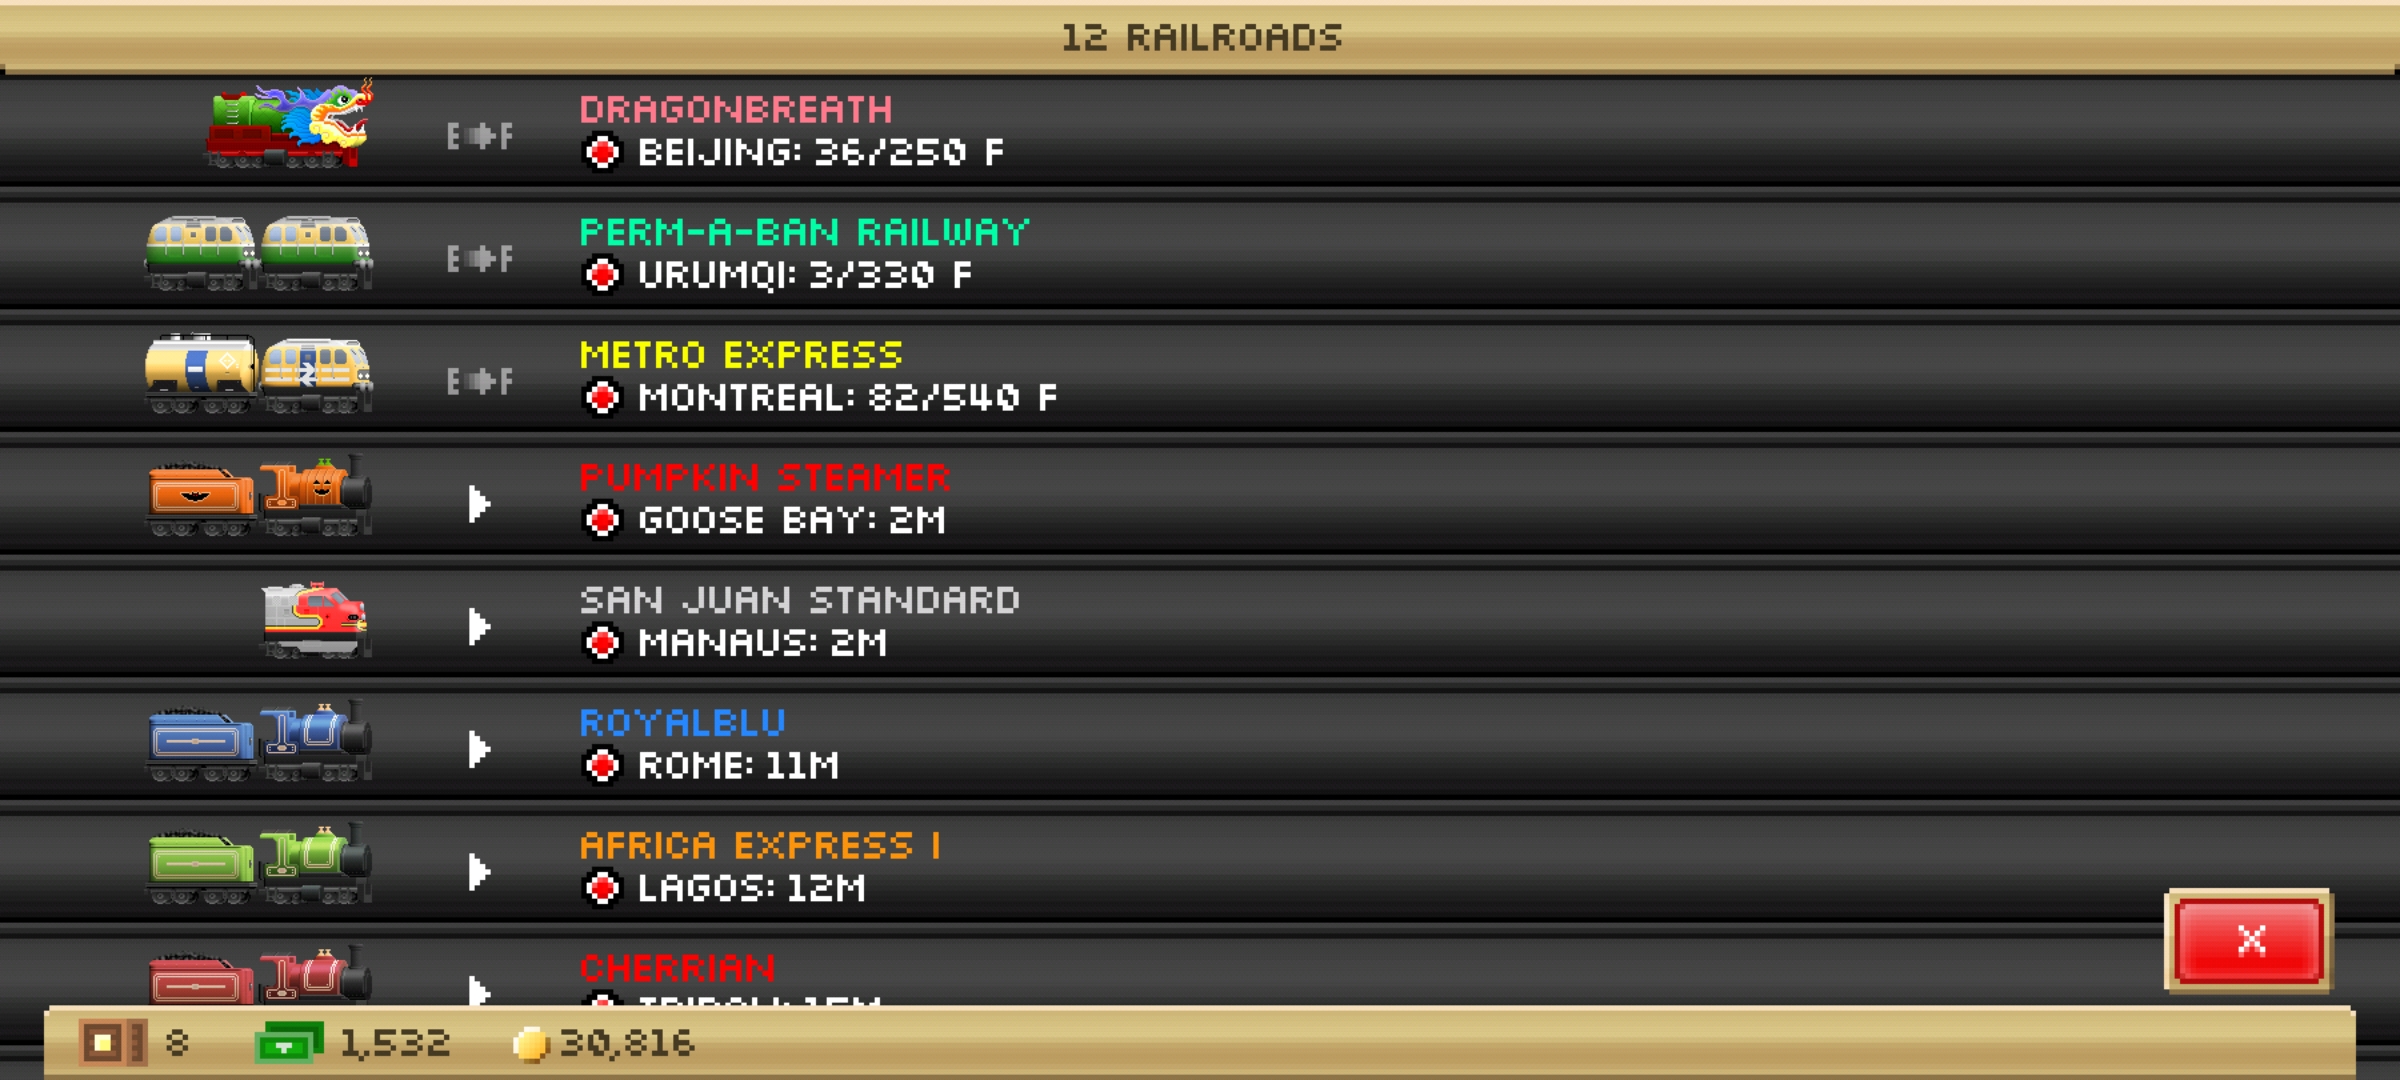 12 RAILROADS
DRAGONBREATH
E F
BEIJING: 36/250 F
PERM-A-BAN RAILWAY
E F
URUMQI: 3/330 F
METRO EXPRESS
E F
MONTREAL: 82/540 F
PUMPKIN STEAMER
GOOSE BAY: 2M
SAN JUAN STANDARD
MANAUS: 2M
ROYALBLU
ROME: 11M
AFRICA EXPRESS I
LAGOS: 12M
CHERRIAN
X
8 1,532 30,816